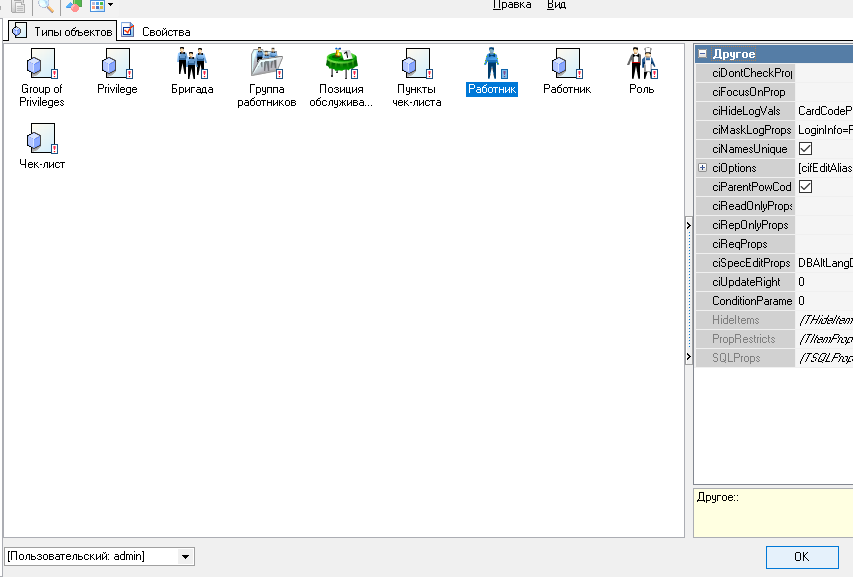 Правка Вид
Типы объектов Свойства
Group of Privileges
Privilege
Бригада
Группа работников
Позиция обслужива...
Пункты чек-листа
Работник
Работник
Роль
Чек-лист
Другое
ciDontCheckProp
ciFocusOnProp
ciHideLogVals CardCodeP
ciMaskLogProps LoginInfo=F
ciNamesUnique
ciOptions [cifEditAlias
ciParentPowCod
ciReadOnlyProps
ciRepOnlyProps
ciReqProps
ciSpecEditProps DBAltLangD
ciUpdateRight 0
ConditionParame 0
HideItems (THideItem
PropRestricts (TItemProp
SQLProps (TSQLProp
Другое::
[Пользовательский: admin]
OK